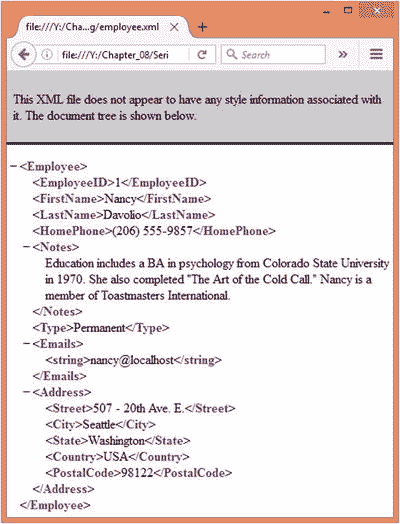 file:///Y:/Cha...g/employee.xml
file:///Y:/Chapter_08/Seri
Search
This XML file does not appear to have any style information associated with
it. The document tree is shown below.
−<Employee>
<EmployeeID>1</EmployeeID>
<FirstName>Nancy</FirstName>
<LastName>Davolio</LastName>
<HomePhone>(206) 555-9857</HomePhone>
−<Notes>
Education includes a BA in psychology from Colorado State University
in 1970. She also completed "The Art of the Cold Call." Nancy is a
member of Toastmasters International.
</Notes>
<Type>Permanent</Type>
−<Emails>
<string>nancy@localhost</string>
</Emails>
−<Address>
<Street>507 - 20th Ave. E.</Street>
<City>Seattle</City>
<State>Washington</State>
<Country>USA</Country>
<PostalCode>98122</PostalCode>
</Address>
</Employee>